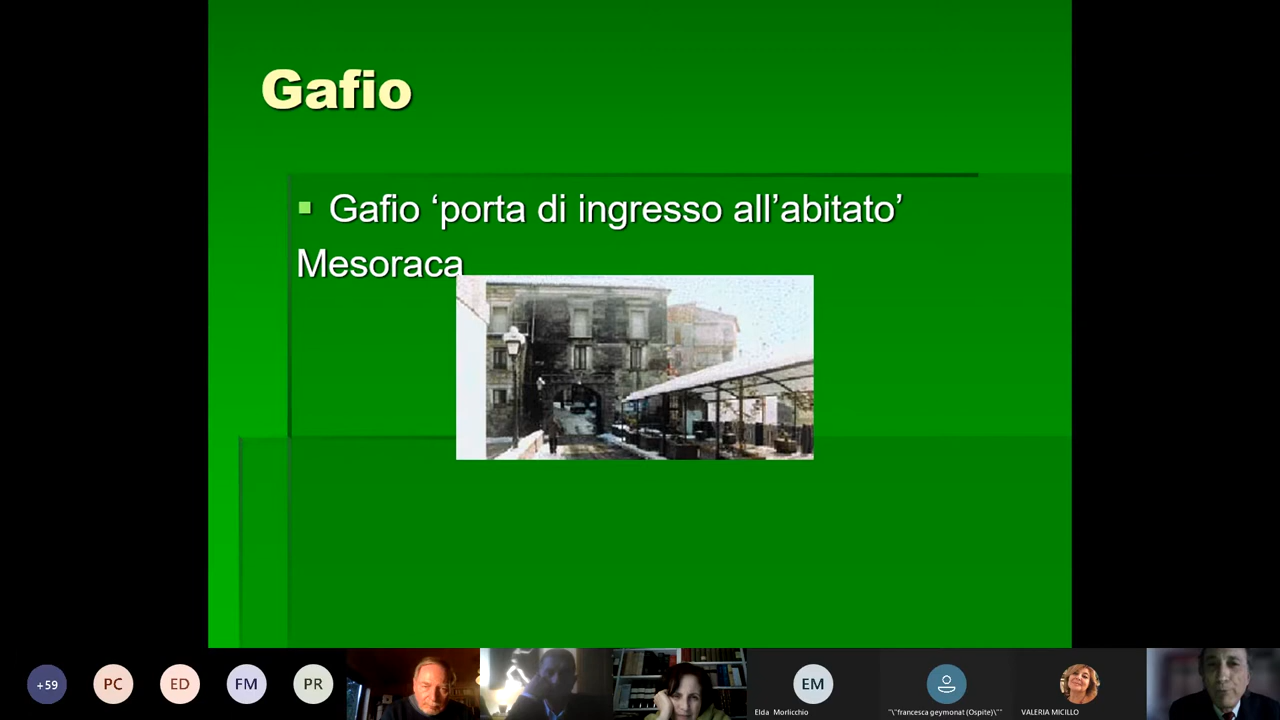 Gafio
Gafio ‘porta di ingresso all’abitato’
Mesoraca
+59
PC
ED
FM
PR
EM
Elda Morlicchio
"\"francesca geymonat (Ospite)\""
VALERIA MICILLO